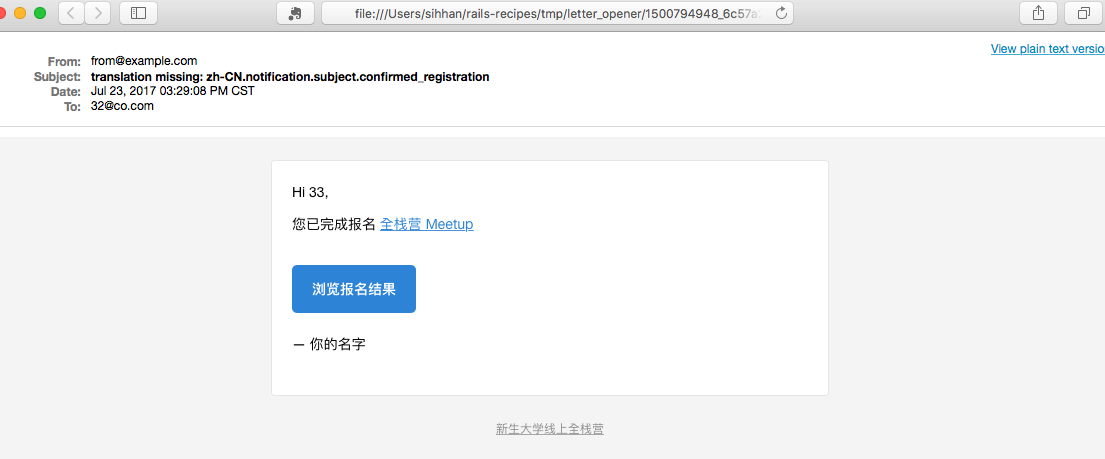 file:///Users/sihhan/rails-recipes/tmp/letter_opener/1500794948_6c57a
View plain text versio
From: from@example.com
Subject: translation missing: zh-CN.notification.subject.confirmed_registration
Date: Jul 23, 2017 03:29:08 PM CST
To: 32@co.com
Hi 33,
您已完成报名 全栈营 Meetup
浏览报名结果
— 你的名字
新生大学线上全栈营